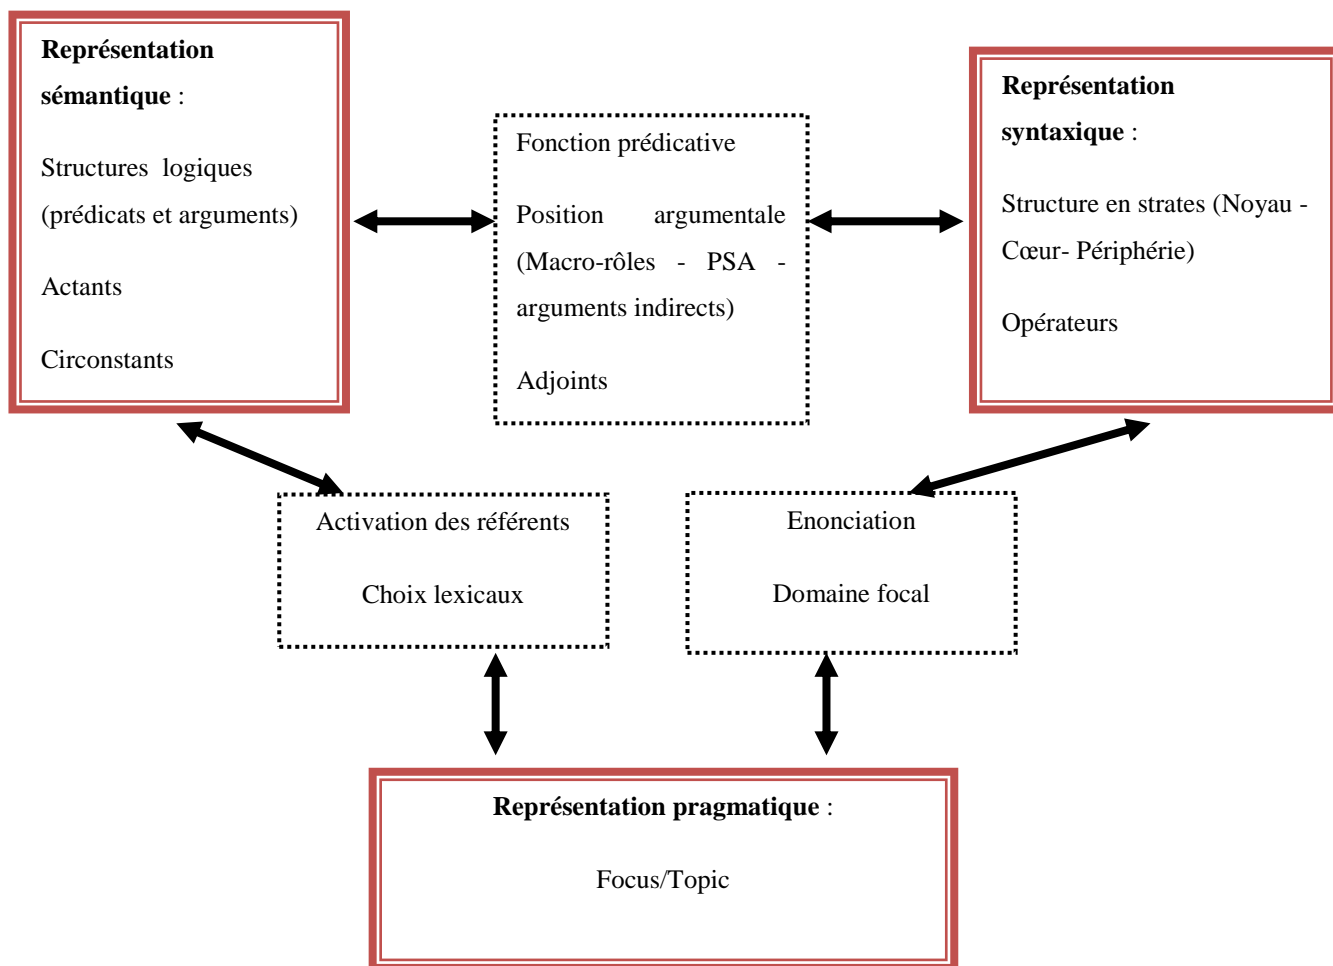 Représentation
sémantique :
Structures logiques
(prédicats et arguments)
Actants
Circonstants
Fonction prédicative
Position argumentale
(Macro-rôles - PSA -
arguments indirects)
Adjoints
Représentation
syntaxique :
Structure en strates (Noyau -
Cœur- Périphérie)
Opérateurs
Activation des référents
Choix lexicaux
Enonciation
Domaine focal
Représentation pragmatique :
Focus/Topic